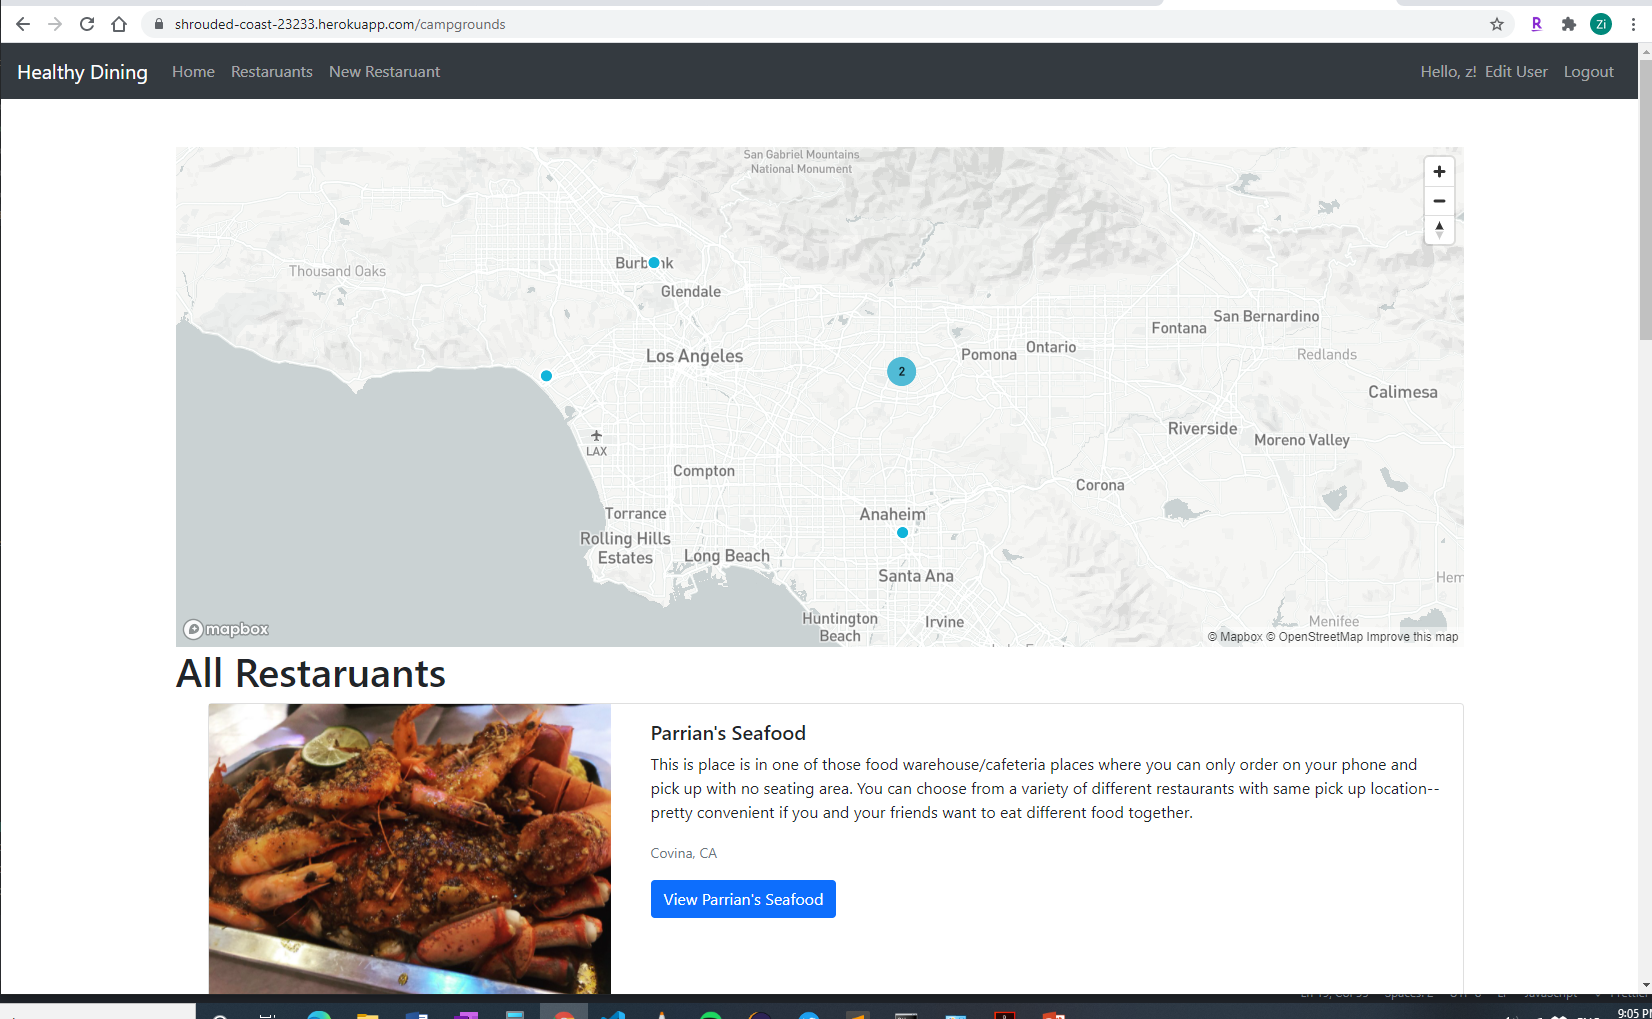 shrouded-coast-23233.herokuapp.com/campgrounds
R
Zi
Healthy Dining
Home
Restaruants
New Restaruant
Hello, z!
Edit User
Logout
San Gabriel Mountains
National Monument
Thousand Oaks
Glendale
Los Angeles
2
Pomona
Ontario
Fontana
San Bernardino
Redlands
Calimesa
LAX
Compton
Riverside
Moreno Valley
Corona
Torrance
Anaheim
Rolling Hills
Estates
Long Beach
Santa Ana
Hem
Huntington
Beach
Irvine
Menifee
mapbox
© Mapbox © OpenStreetMap Improve this map
All Restaruants
Parrian's Seafood
This is place is in one of those food warehouse/cafeteria places where you can only order on your phone and
pick up with no seating area. You can choose from a variety of different restaurants with same pick up location--
pretty convenient if you and your friends want to eat different food together.
Covina, CA
View Parrian's Seafood
9:05 P